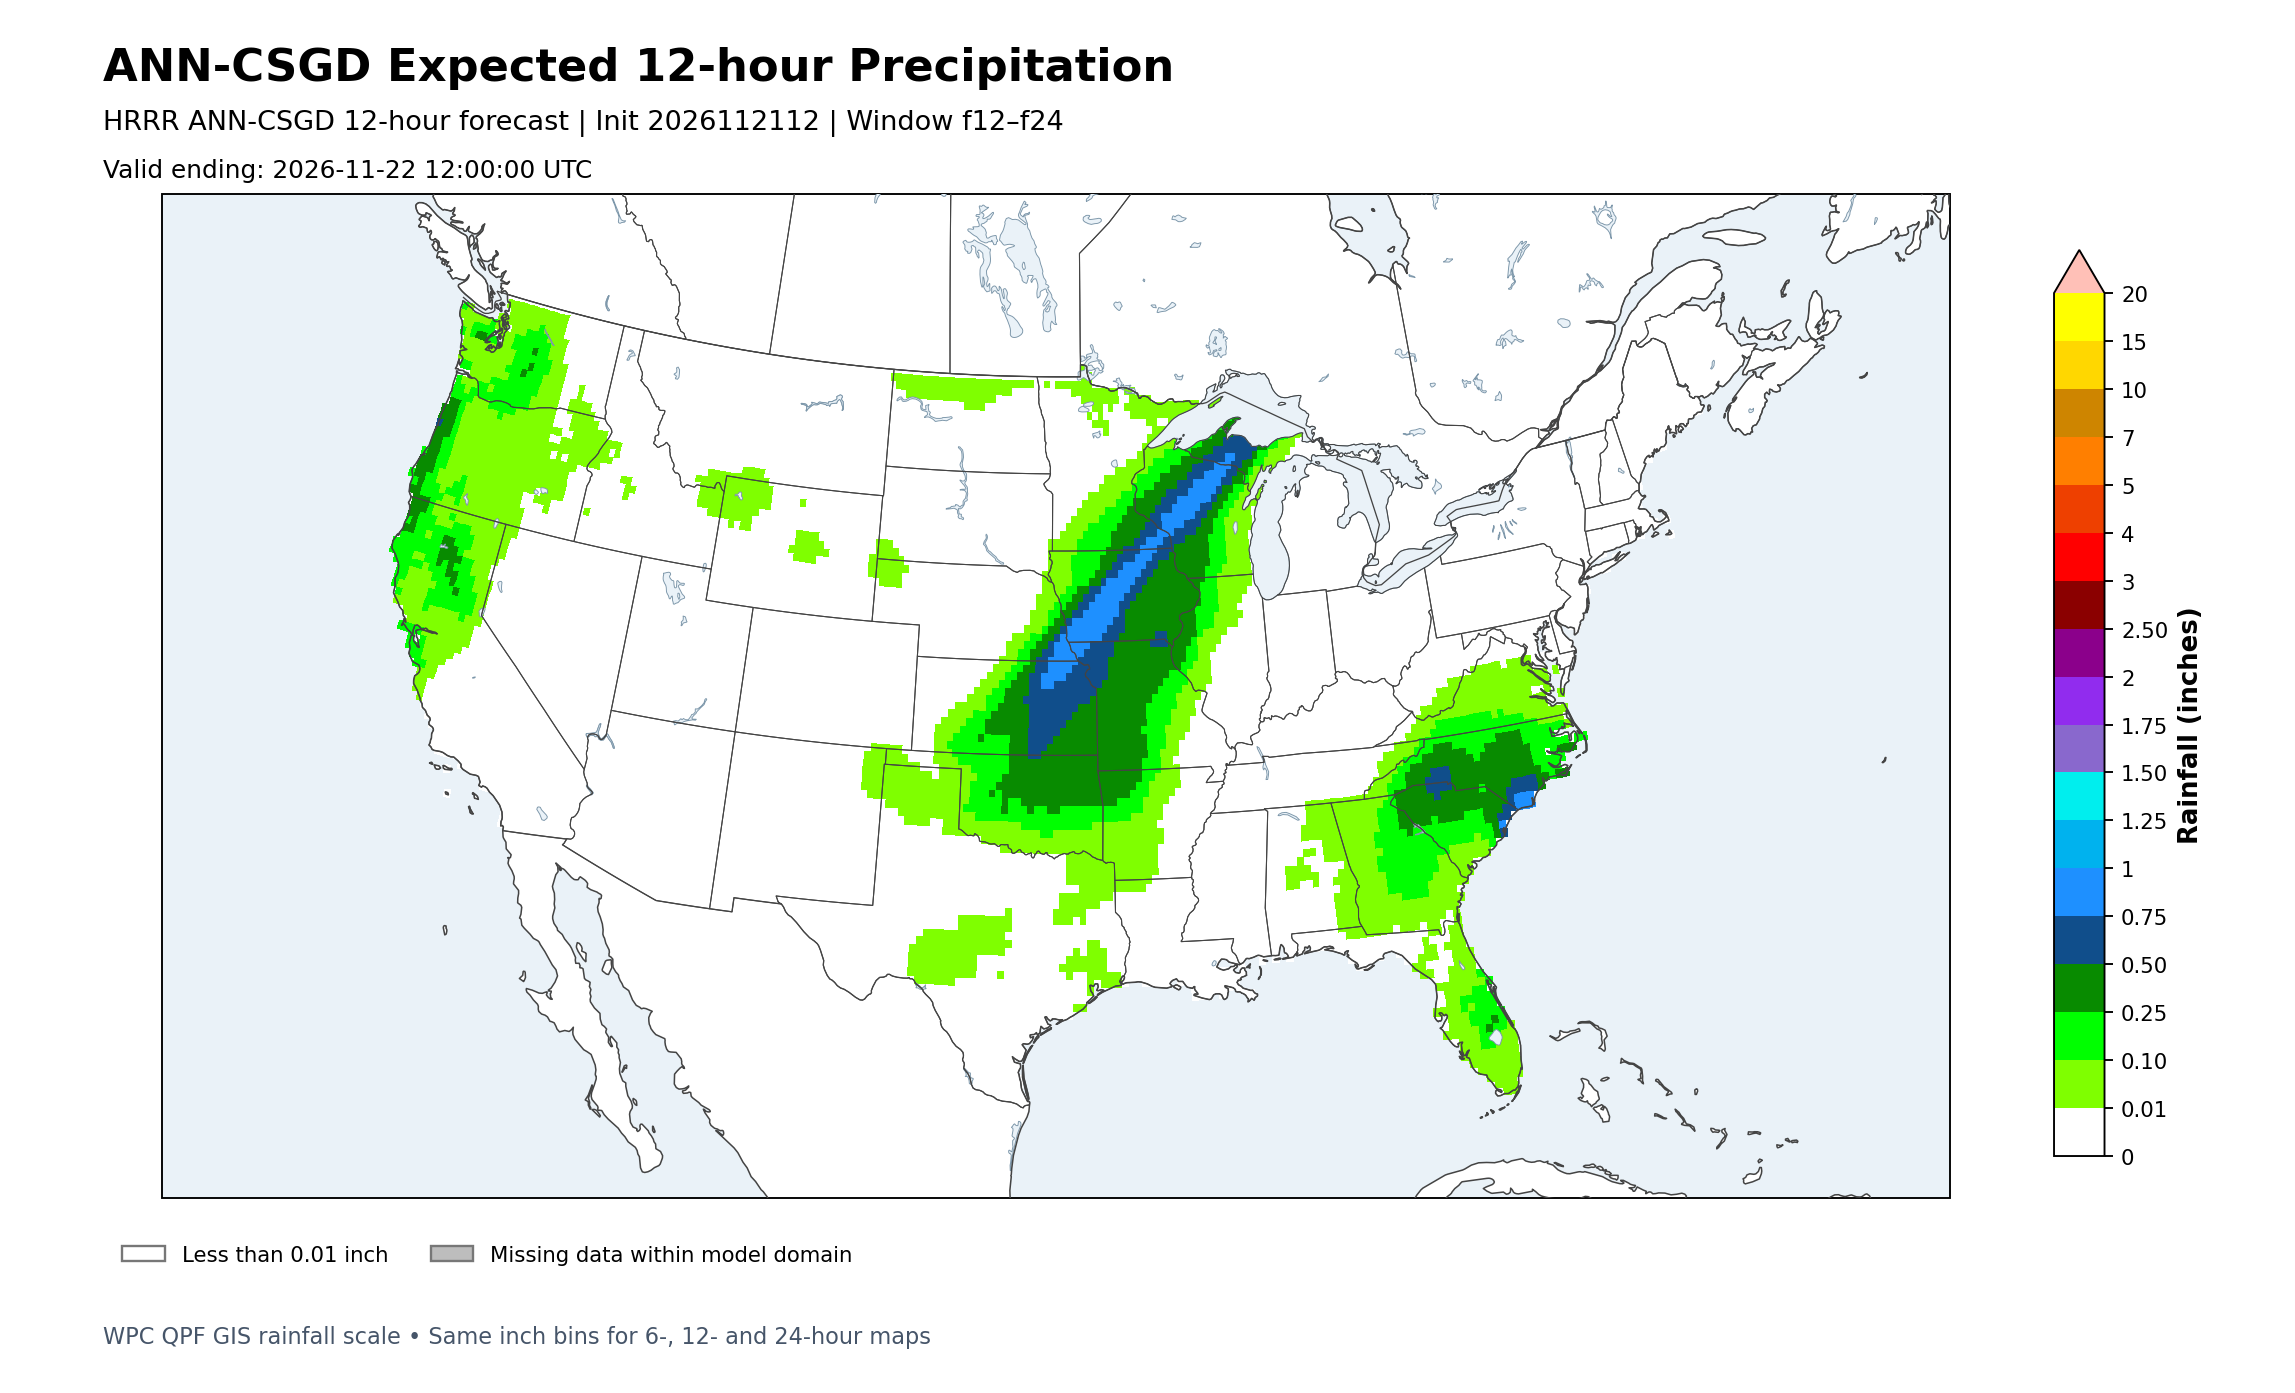 ANN-CSGD Expected 12-hour Precipitation
HRRR ANN-CSGD 12-hour forecast | Init 2026112112 | Window f12–f24
Valid ending: 2026-11-22 12:00:00 UTC
20
15
10
7
5
4
3
2.50
2
1.75
1.50
1.25
1
0.75
0.50
0.25
0.10
0.01
0
Rainfall (inches)
Less than 0.01 inch
Missing data within model domain
WPC QPF GIS rainfall scale • Same inch bins for 6-, 12- and 24-hour maps